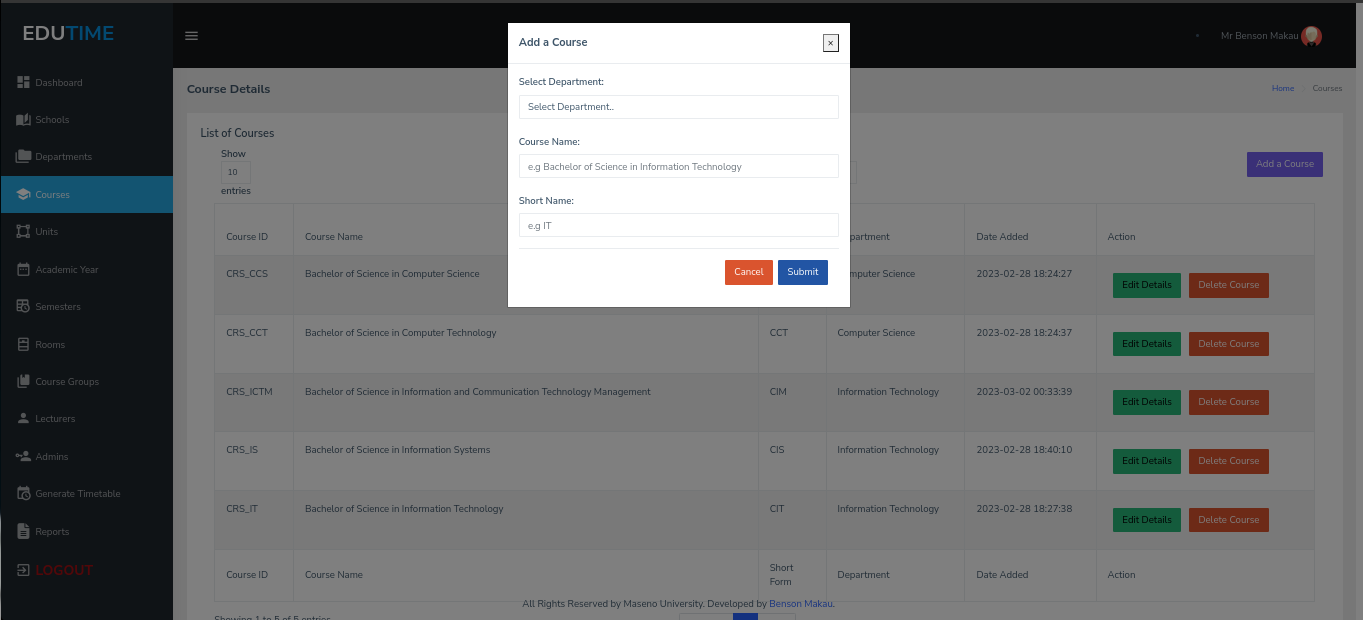 EDUTIME
Mr Benson Makau
Dashboard
Schools
Departments
Courses
Units
Academic Year
Semesters
Rooms
Course Groups
Lecturers
Admins
Generate Timetable
Reports
LOGOUT
Course Details
Home Courses
List of Courses
Show
10
entries
Add a Course
Add a Course
×
Select Department:
Select Department..
Course Name:
e.g Bachelor of Science in Information Technology
Short Name:
e.g IT
Cancel Submit
Course ID Course Name Date Added Action
CRS_CCS Bachelor of Science in Computer Science Science 2023-02-28 18:24:27 Edit Details Delete Course
CRS_CCT Bachelor of Science in Computer Technology CCT Computer Science 2023-02-28 18:24:37 Edit Details Delete Course
CRS_ICTM Bachelor of Science in Information and Communication Technology Management CIM Information Technology 2023-03-02 00:33:39 Edit Details Delete Course
CRS_IS Bachelor of Science in Information Systems CIS Information Technology 2023-02-28 18:40:10 Edit Details Delete Course
CRS_IT Bachelor of Science in Information Technology CIT Information Technology 2023-02-28 18:27:38 Edit Details Delete Course
Course ID Course Name Short Form Department Date Added Action
All Rights Reserved by Maseno University. Developed by Benson Makau.
Showing 1 to 5 of 5 entries